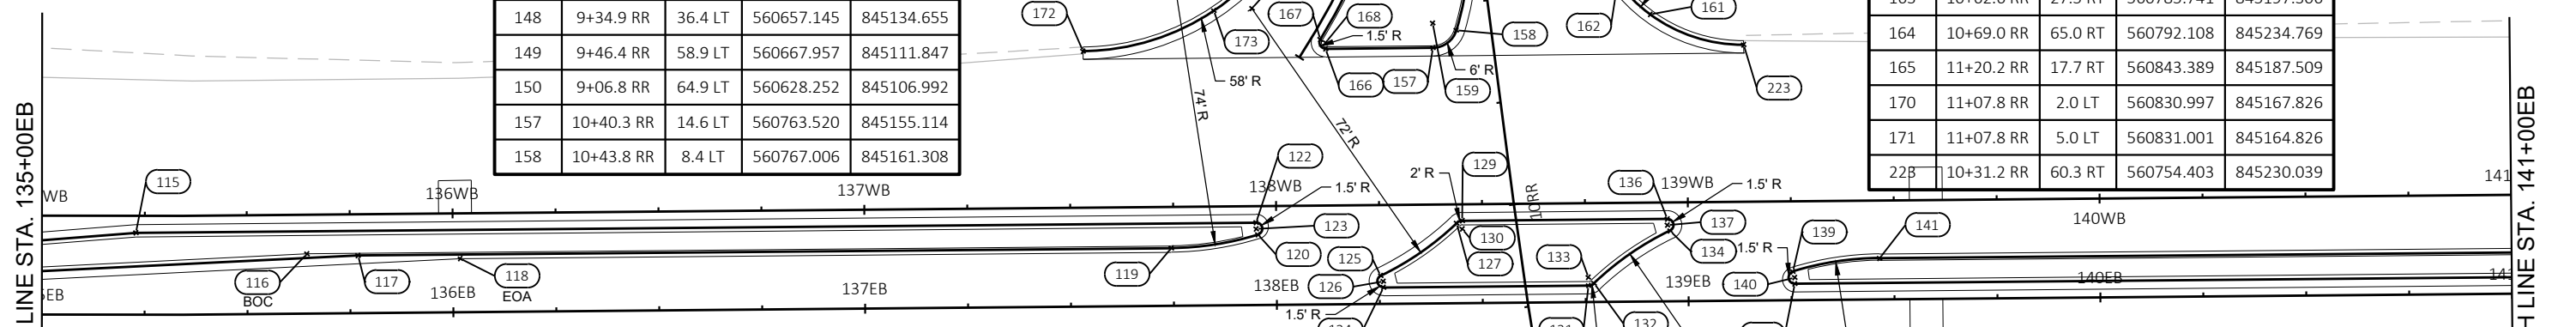 148 9+34.9 RR 36.4 LT 560657.145 845134.655
149 9+46.4 RR 58.9 LT 560667.957 845111.847
150 9+06.8 RR 64.9 LT 560628.252 845106.992
157 10+40.3 RR 14.6 LT 560763.520 845155.114
158 10+43.8 RR 8.4 LT 560767.006 845161.308
164 10+69.0 RR 65.0 RT 560792.108 845234.769
165 11+20.2 RR 17.7 RT 560843.389 845187.509
170 11+07.8 RR 2.0 LT 560830.997 845167.826
171 11+07.8 RR 5.0 LT 560831.001 845164.826
223 10+31.2 RR 60.3 RT 560754.403 845230.039
172
173
167
168
1.5' R
158
162
161
58' R
166
157
6' R
159
223
74' R
72' R
LINE STA. 135+00EB
WB
115
136WB
137WB
122
138WB
1.5' R
2' R
129
10RR
136
139WB
1.5' R
140WB
141
H LINE STA. 141+00EB
123
120
130
127
137
134
1.5' R
139
141
116
BOC
117
118
EOA
119
125
126
133
140
136EB
137EB
138EB
139EB
140EB
1.5' R
132